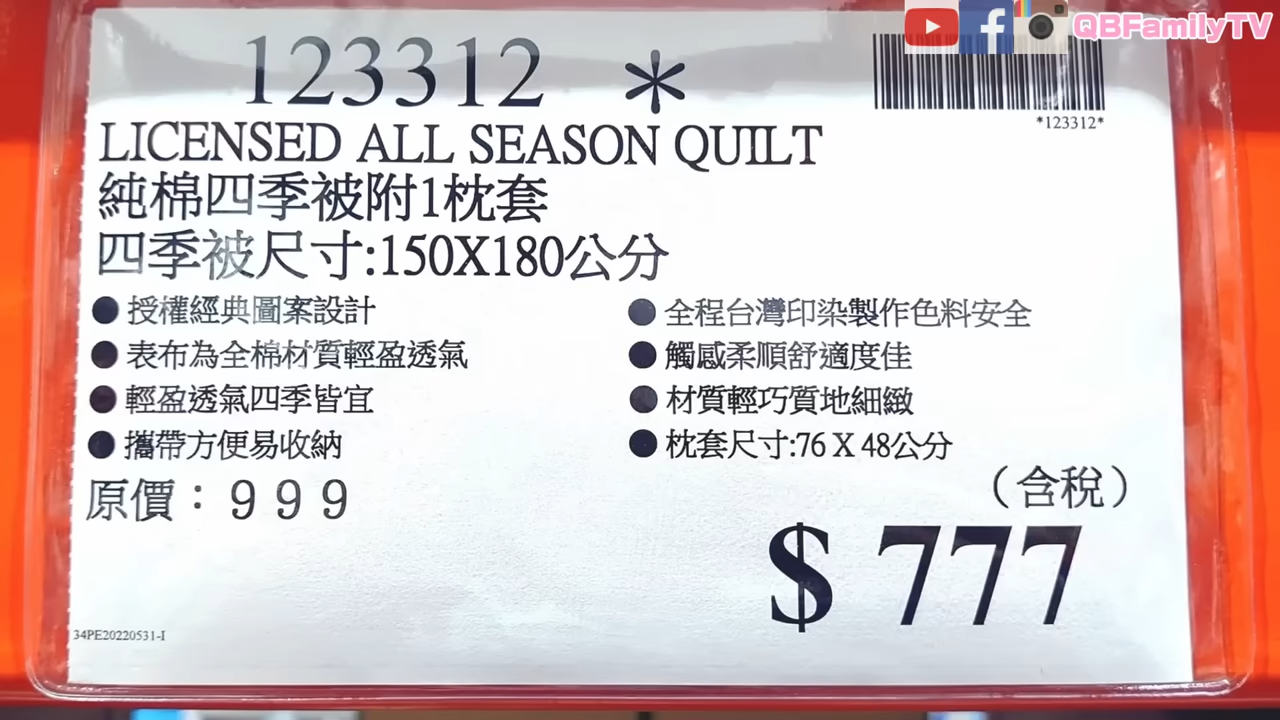 QBFamilyTV
123312 *
*123312*
LICENSED ALL SEASON QUILT
純棉四季被附1枕套
四季被尺寸:150X180公分
● 授權經典圖案設計
● 表布為全棉材質輕盈透氣
● 輕盈透氣四季皆宜
● 攜帶方便易收納
● 全程台灣印染製作色料安全
● 觸感柔順舒適度佳
● 材質輕巧質地細緻
● 枕套尺寸:76 X 48公分
原價：999
（含稅）
$ 777
34PE20220531-I